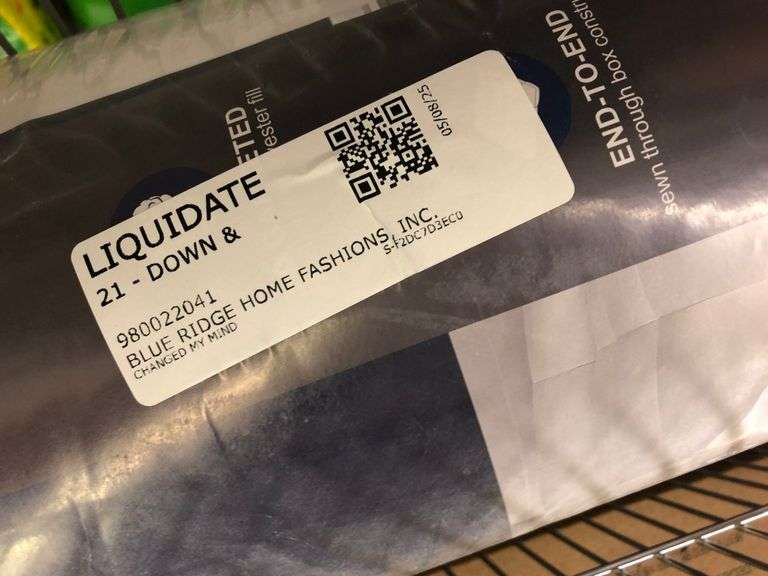 LIQUIDATE
21 - DOWN &
980022041
BLUE RIDGE HOME FASHIONS, INC.
CHANGED MY MIND
S-F2DC7D3EC0
05/08/25
END-TO-END
sewn through box constr
ETED
ester fill